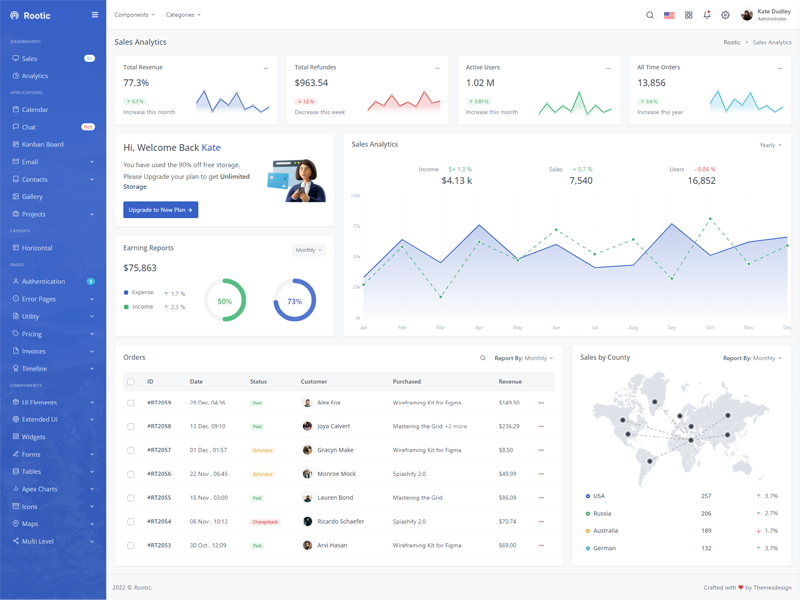 Rootic
Components
Categories
Kate Dudley
Administrator
DASHBOARDS
Sales
5+
Analytics
APPLICATIONS
Calendar
Chat
Hot
Kanban Board
Email
Contacts
Gallery
Projects
LAYOUTS
Horizontal
PAGES
Authentication
Error Pages
Utility
Pricing
Invoices
Timeline
COMPONENTS
UI Elements
Extended UI
Widgets
Forms
Tables
Apex Charts
Icons
Maps
Multi Level
Sales Analytics
Rootic > Sales Analytics
Total Revenue
77.3%
Increase this month
Total Refundes
$963.54
1.2 %
Decrease this week
Active Users
1.02 M
0.87 %
Increase this month
All Time Orders
13,856
3.6 %
Increase this year
Hi, Welcome Back Kate
You have used the 90% off free storage.
Please Upgrade your plan to get Unlimited
Storage
Upgrade to New Plan →
Earning Reports
Monthly
$75,863
Expense ↑ 1.7 %
Income ↑ 2.3 %
50%
73%
Sales Analytics
Yearly
Income $+ 1.3 %
$4.13 k
Sales + 0.7 %
7,540
Users - 0.86 %
16,852
100k
75k
50k
25k
0k
Jan Feb Mar Apr May Jun Jul Aug Sep Oct Nov Dec
Orders
Report By: Monthly
ID Date Status Customer Purchased Revenue
#RT2059 28 Dec, 04:36 Paid Alex Fox Wireframing Kit for Figma $149.50
#RT2058 13 Dec, 09:10 Paid Joya Calvert Mastering the Grid +2 more $236.29
#RT2057 01 Dec . 01:57 Refunded Gracyn Make Wireframing Kit for Figma $8.50
#RT2056 22 Nov , 06:45 Refunded Monroe Mock Spiashify 2.0 $49.99
#RT2055 15 Nov, 03:00 Paid Lauren Bond Mastering the Grid $86.09
#RT2054 06 Nov , 10:12 Chargeback Ricardo Schaefer Spiashify 2.0 $70.74
#RT2053 30 Oct , 12:09 Paid Arvi Hasan Wireframing Kit for Figma $69.00
Sales by County
Report By: Monthly
USA 257 ↑ 3.7%
Russia 206 ↑ 2.7%
Australia 189 ↓ 1.7%
German 132 ↑ 3.7%
2022 © Rootic.
Crafted with ♥ by Themesdesign